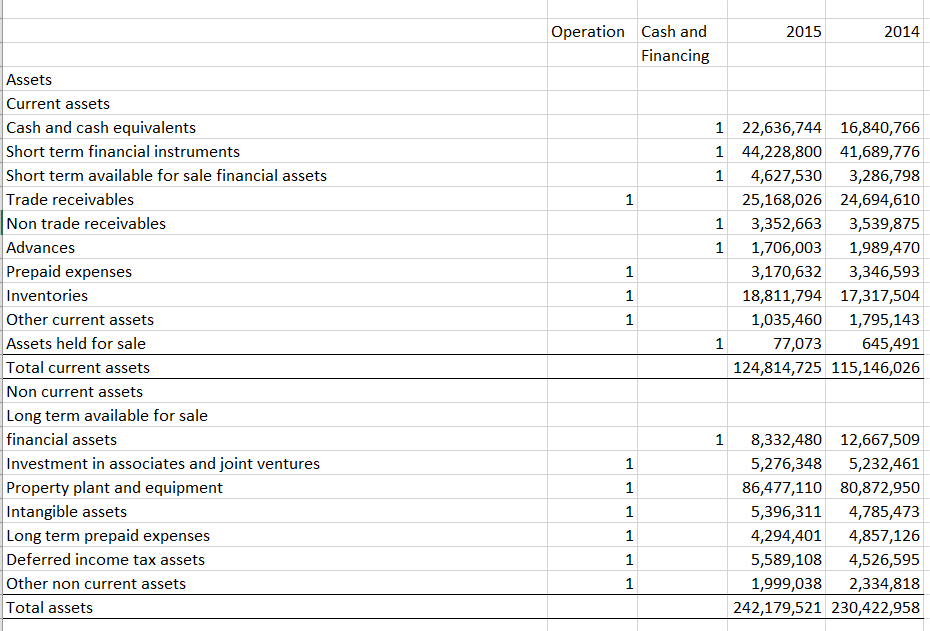 Operation Cash and 2015 2014
Financing
Assets
Current assets
Cash and cash equivalents 1 22,636,744 16,840,766
Short term financial instruments 1 44,228,800 41,689,776
Short term available for sale financial assets 1 4,627,530 3,286,798
Trade receivables 1 25,168,026 24,694,610
Non trade receivables 1 3,352,663 3,539,875
Advances 1 1,706,003 1,989,470
Prepaid expenses 1 3,170,632 3,346,593
Inventories 1 18,811,794 17,317,504
Other current assets 1 1,035,460 1,795,143
Assets held for sale 1 77,073 645,491
Total current assets 124,814,725 115,146,026
Non current assets
Long term available for sale
financial assets 1 8,332,480 12,667,509
Investment in associates and joint ventures 1 5,276,348 5,232,461
Property plant and equipment 1 86,477,110 80,872,950
Intangible assets 1 5,396,311 4,785,473
Long term prepaid expenses 1 4,294,401 4,857,126
Deferred income tax assets 1 5,589,108 4,526,595
Other non current assets 1 1,999,038 2,334,818
Total assets 242,179,521 230,422,958